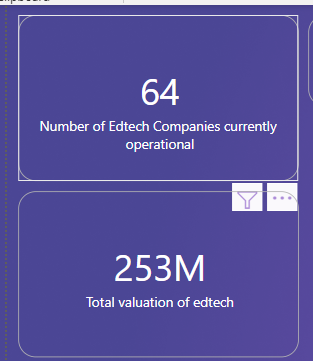 64
Number of Edtech Companies currently
operational
253M
Total valuation of edtech